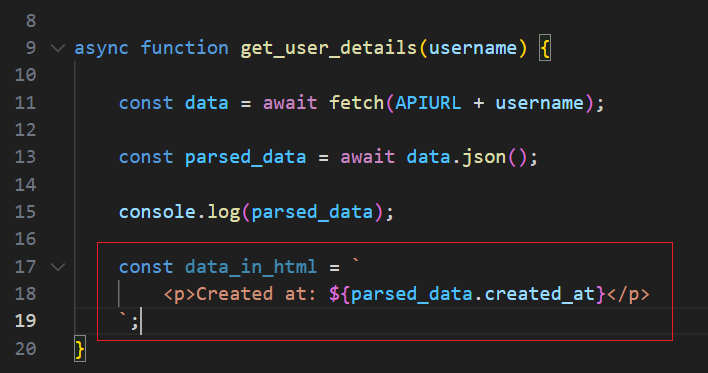 8
9 async function get_user_details(username) {
10
11 const data = await fetch(APIURL + username);
12
13 const parsed_data = await data.json();
14
15 console.log(parsed_data);
16
17 const data_in_html = `
18 <p>Created at: ${parsed_data.created_at}</p>
19 `;
20 }